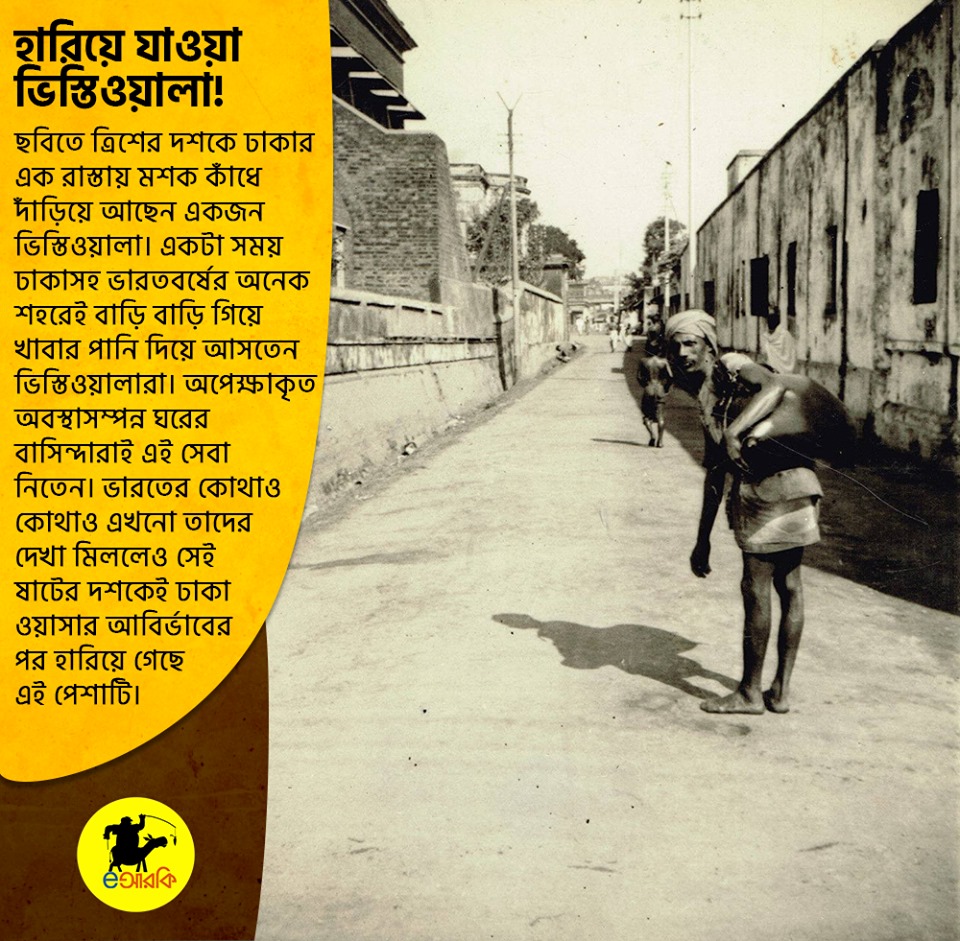 হারিয়ে যাওয়া
ভিস্তিওয়ালা!
ছবিতে ত্রিশের দশকে ঢাকার
এক রাস্তায় মশক কাঁধে
দাঁড়িয়ে আছেন একজন
ভিস্তিওয়ালা। একটা সময়
ঢাকাসহ ভারতবর্ষের অনেক
শহরেই বাড়ি বাড়ি গিয়ে
খাবার পানি দিয়ে আসতেন
ভিস্তিওয়ালারা। অপেক্ষাকৃত
অবস্থাসম্পন্ন ঘরের
বাসিন্দারাই এই সেবা
নিতেন। ভারতের কোথাও
কোথাও এখনো তাদের
দেখা মিললেও সেই
ষাটের দশকেই ঢাকা
ওয়াসার আবির্ভাবের
পর হারিয়ে গেছে
এই পেশাটি।
eআরকি